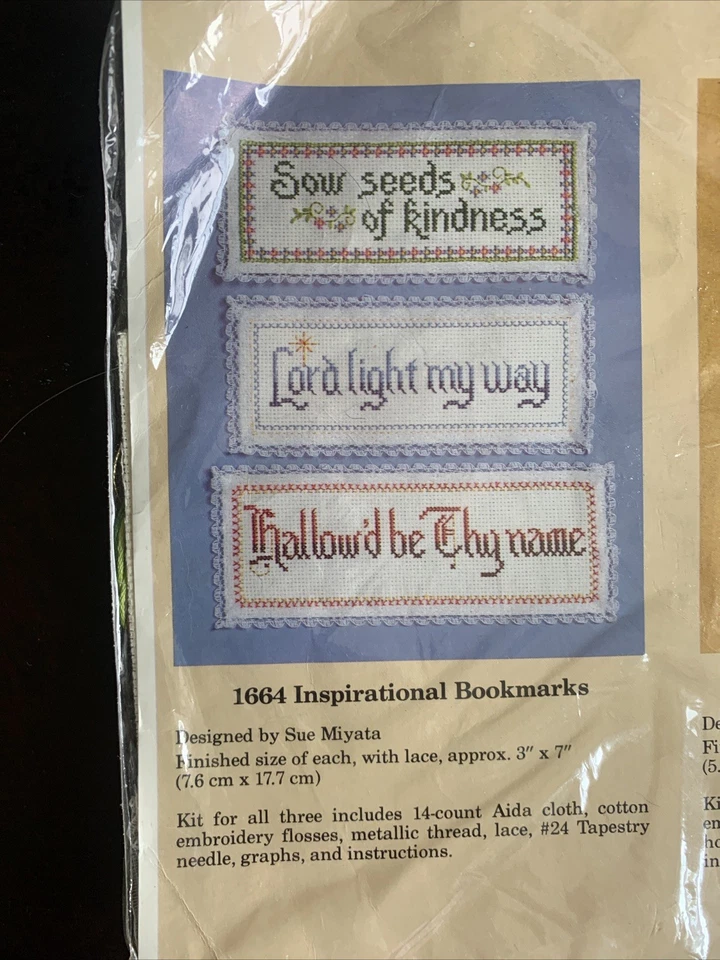 Sow seeds
of kindness
Lord light my way
Hallow'd be Thy name
1664 Inspirational Bookmarks
Designed by Sue Miyata
Finished size of each, with lace, approx. 3" x 7"
(7.6 cm x 17.7 cm)
Kit for all three includes 14-count Aida cloth, cotton
embroidery flosses, metallic thread, lace, #24 Tapestry
needle, graphs, and instructions.